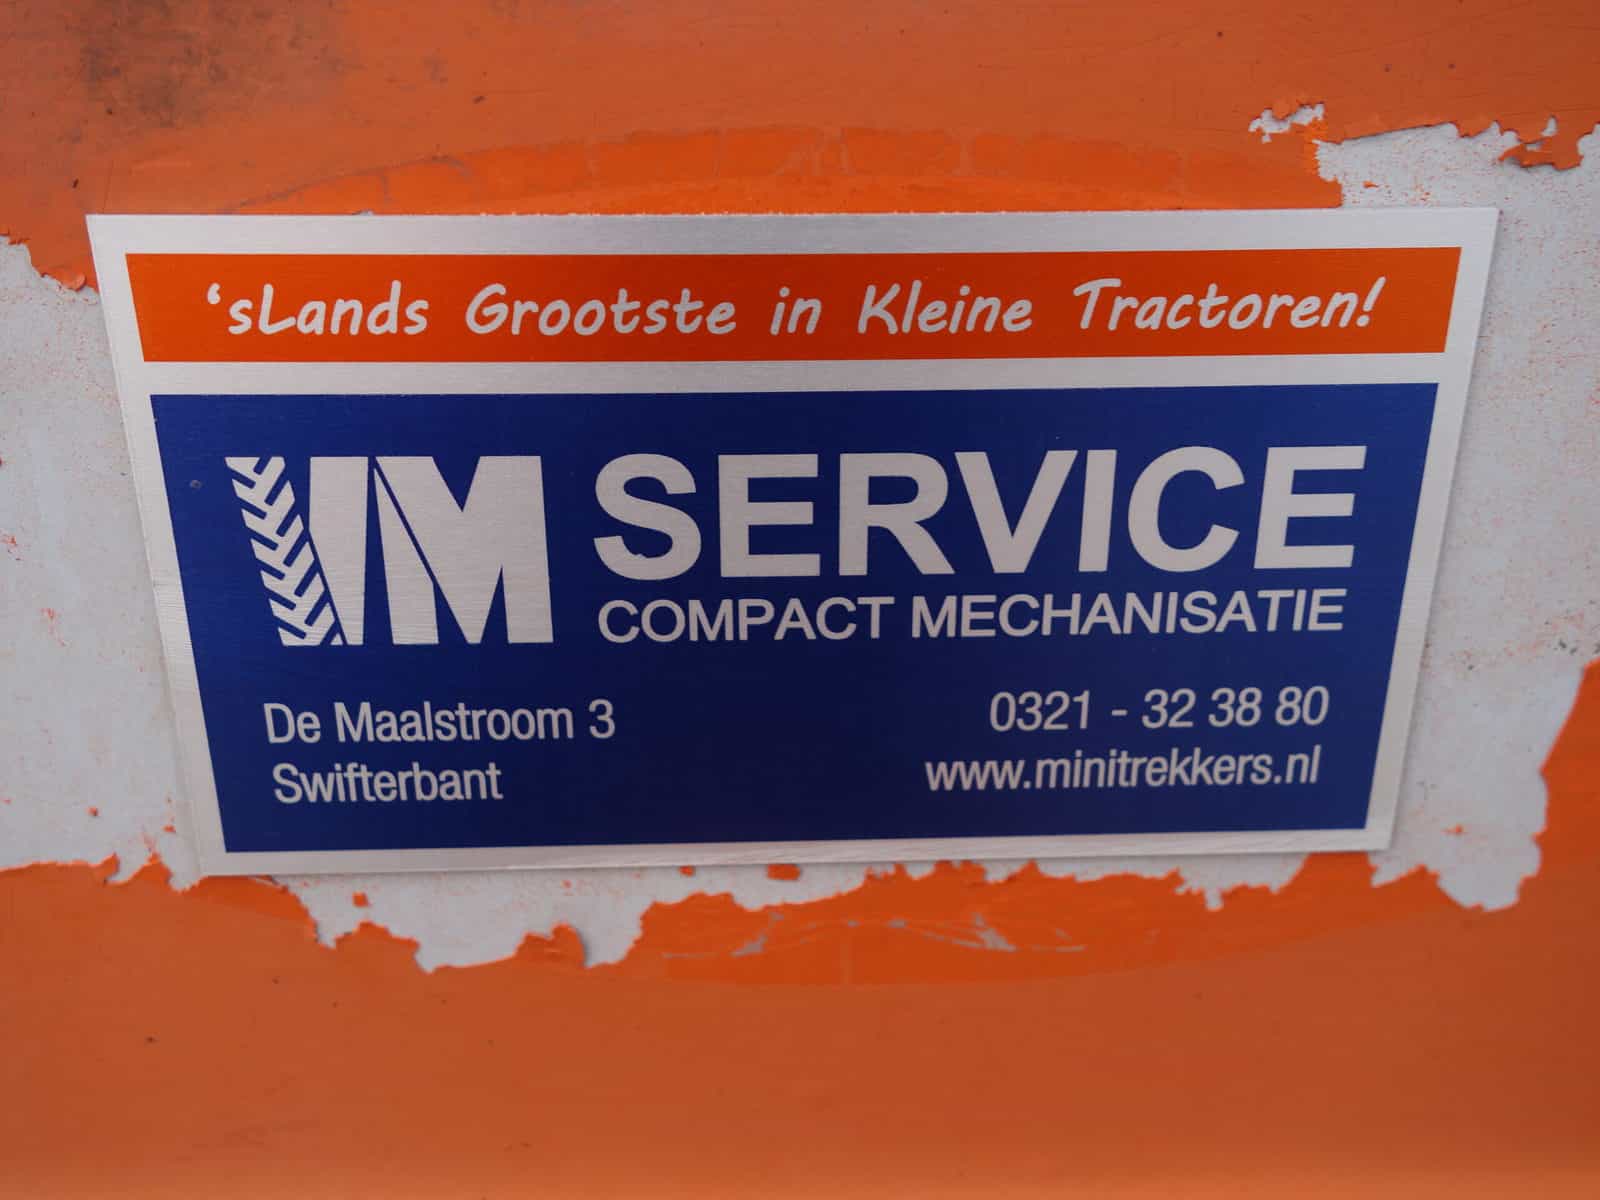 ‘sLands Grootste in Kleine Tractoren!
VM SERVICE
COMPACT MECHANISATIE
De Maalstroom 3
Swifterbant
0321 - 32 38 80
www.minitrekkers.nl